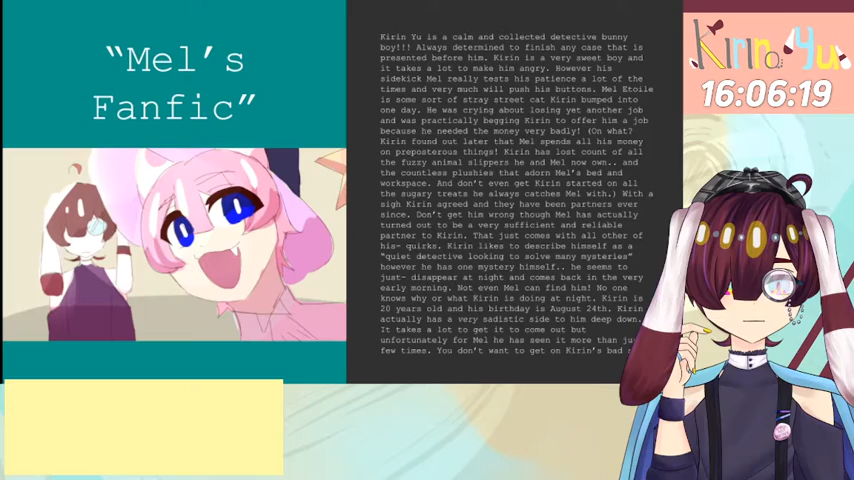 “Mel’s
Fanfic”
Kirin Yu is a calm and collected detective bunny
boy!!! Always determined to finish any case that is
presented before him. Kirin is a very sweet boy and
it takes a lot to make him angry. However his
sidekick Mel really tests his patience a lot of the
times and very much will push his buttons. Mel Etoile
is some sort of stray street cat Kirin bumped into
one day. He was crying about losing yet another job
and was practically begging Kirin to offer him a job
because he needed the money very badly! (On what?
Kirin found out later that Mel spends all his money
on preposterous things! Kirin has lost count of all
the fuzzy animal slippers he and Mel now own.. and
the countless plushies that adorn Mel’s bed and
workspace. And don’t even get Kirin started on all
the sugary treats he always catches Mel with.) With a
sigh Kirin agreed and they have been partners ever
since. Don’t get him wrong though Mel has actually
turned out to be a very sufficient and reliable
partner to Kirin. That just comes with all other of
his- quirks. Kirin likes to describe himself as a
“quiet detective looking to solve many mysteries”
however he has one mystery himself.. he seems to
just- disappear at night and comes back in the very
early morning. Not even Mel can find him! No one
knows why or what Kirin is doing at night. Kirin is
20 years old and his birthday is August 24th. Kirin
actually has a very sadistic side to him deep down.
It takes a lot to get it to come out but
unfortunately for Mel he has seen it more than
few times. You don’t want to get on Kirin’s bad
Kirin Yu
16:06:19